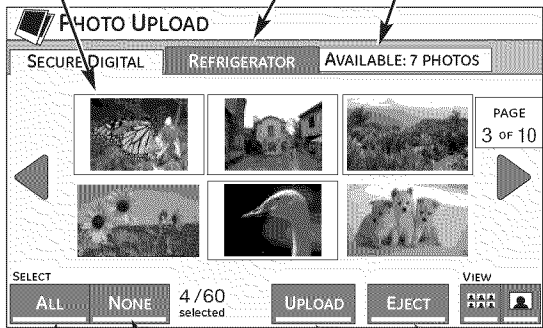 PHOTO UPLOAD
SECURE DIGITAL
REFRIGERATOR
AVAILABLE: 7 PHOTOS
PAGE
3 OF 10
SELECT
ALL
NONE
4/60
selected
UPLOAD
EJECT
VIEW